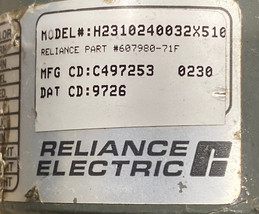 MODEL#:H2310240032X510
RELIANCE PART #607980-71F
MFG CD:C497253 0230
DAT CD:9726
RELIANCE
ELECTRIC